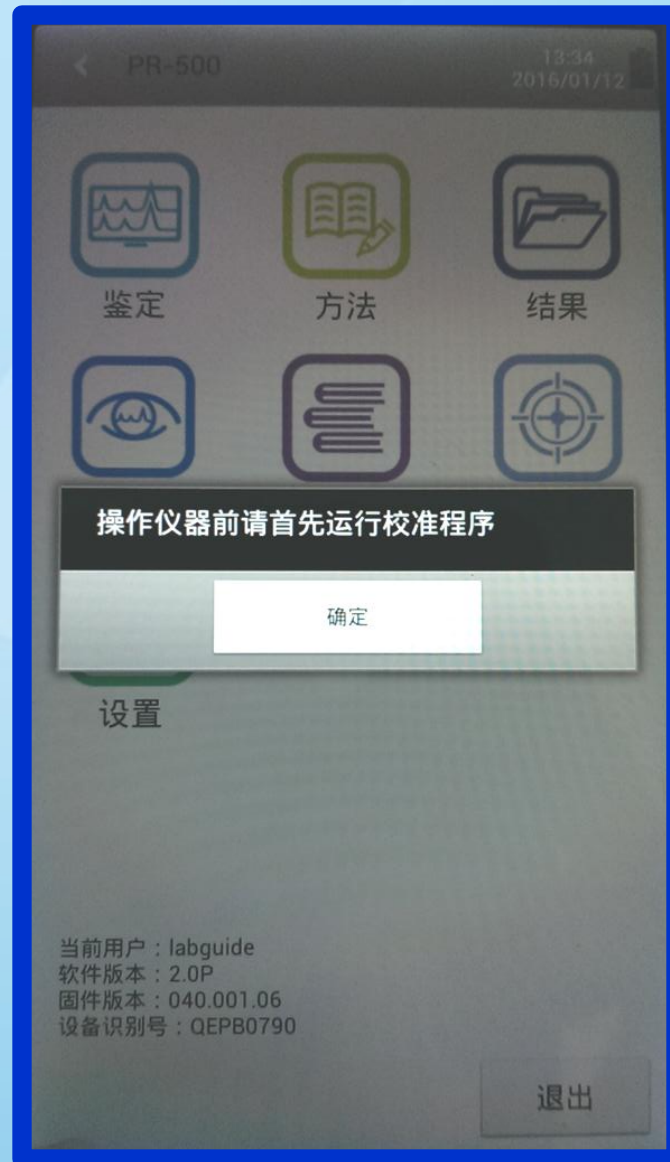 PR-500
13:34
2016/01/12
鉴定
方法
结果
操作仪器前请首先运行校准程序
确定
设置
当前用户：labguide
软件版本：2.0P
固件版本：040.001.06
设备识别号：QEPB0790
退出